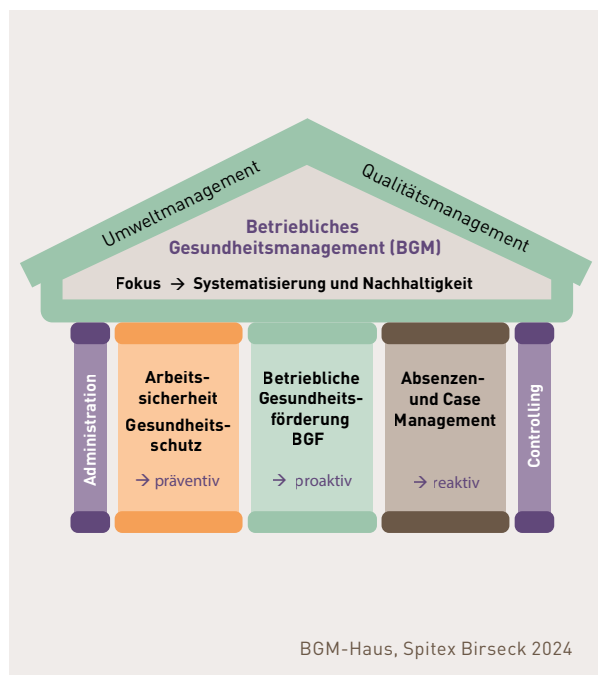 Umweltmanagement
Qualitätsmanagement
Betriebliches
Gesundheitsmanagement (BGM)
Fokus → Systematisierung und Nachhaltigkeit
Administration
Arbeits-
sicherheit
Gesundheits-
schutz
→ präventiv
Betriebliche
Gesundheits-
förderung
BGF
→ proaktiv
Absenzen-
und Case
Management
→ reaktiv
Controlling
BGM-Haus, Spitex Birseck 2024